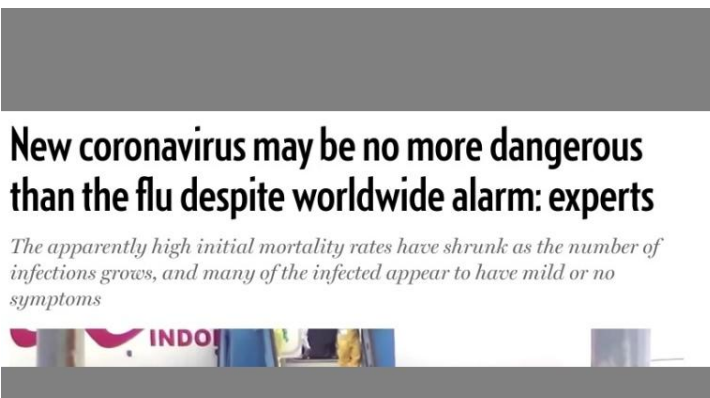 New coronavirus may be no more dangerous
than the flu despite worldwide alarm: experts
The apparently high initial mortality rates have shrunk as the number of
infections grows, and many of the infected appear to have mild or no
symptoms
INDO